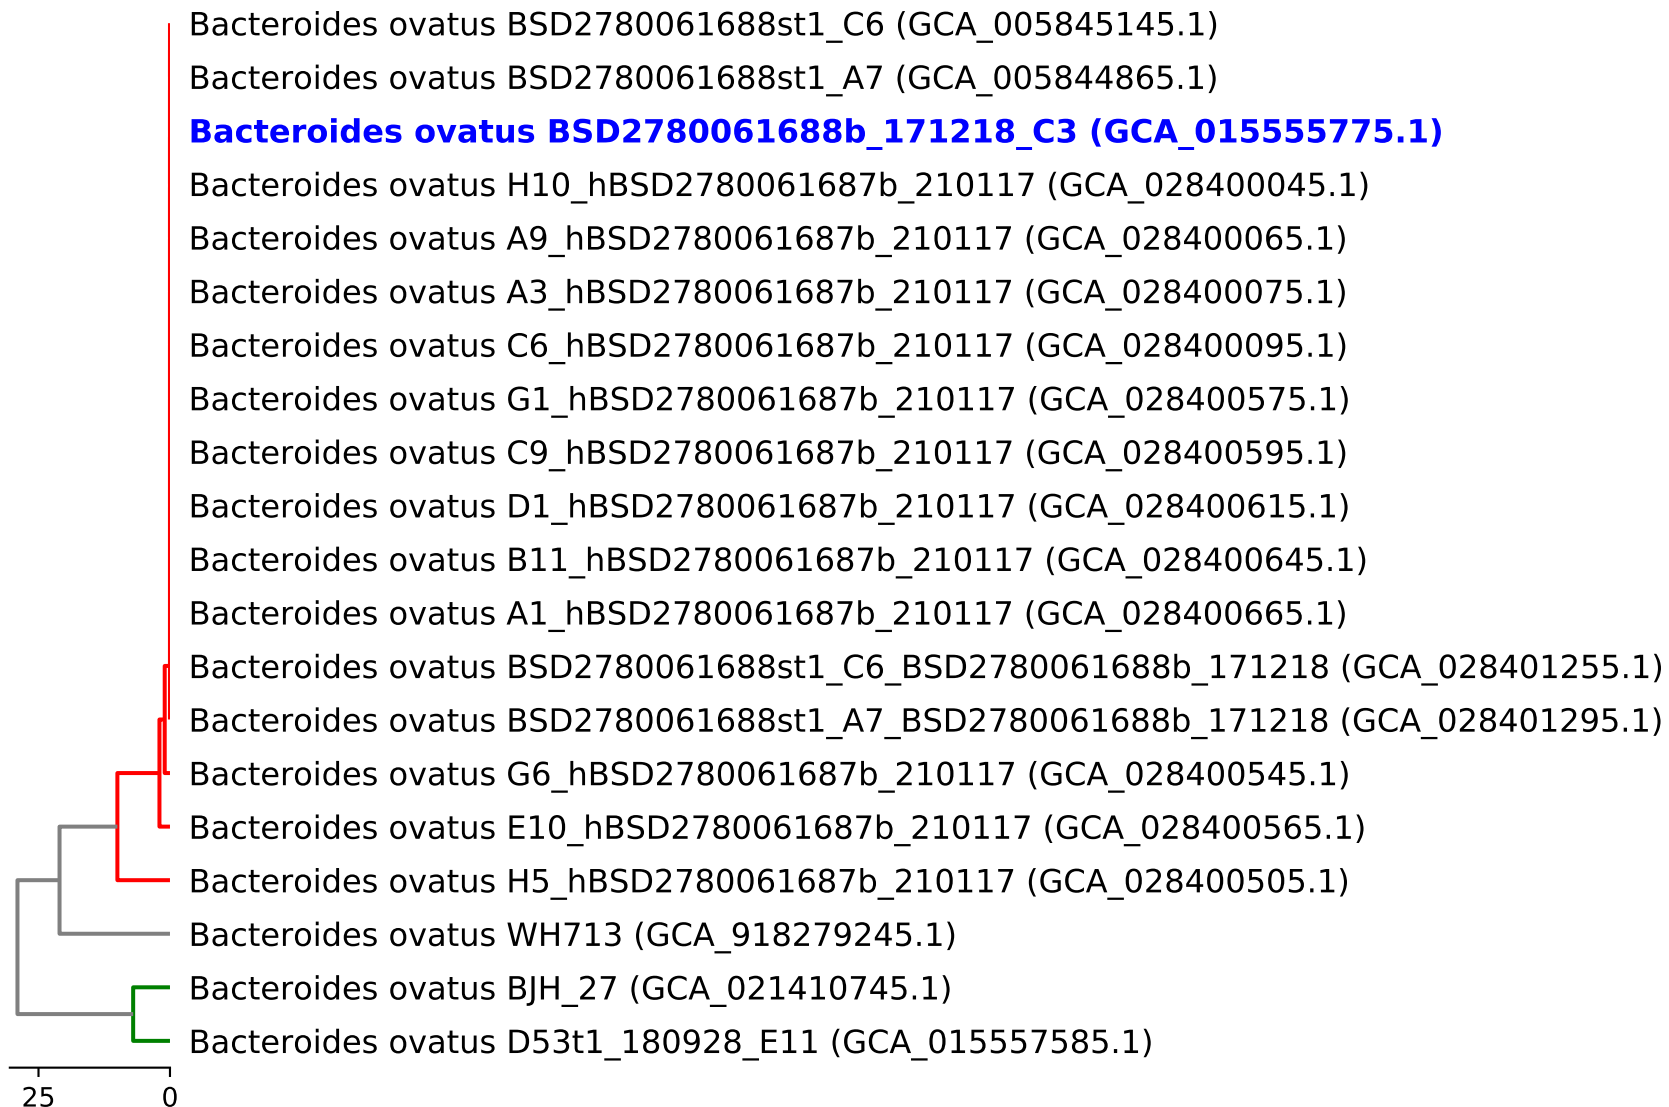 Bacteroides ovatus BSD2780061688st1_C6 (GCA_005845145.1)
Bacteroides ovatus BSD2780061688st1_A7 (GCA_005844865.1)
Bacteroides ovatus BSD2780061688b_171218_C3 (GCA_015555775.1)
Bacteroides ovatus H10_hBSD2780061687b_210117 (GCA_028400045.1)
Bacteroides ovatus A9_hBSD2780061687b_210117 (GCA_028400065.1)
Bacteroides ovatus A3_hBSD2780061687b_210117 (GCA_028400075.1)
Bacteroides ovatus C6_hBSD2780061687b_210117 (GCA_028400095.1)
Bacteroides ovatus G1_hBSD2780061687b_210117 (GCA_028400575.1)
Bacteroides ovatus C9_hBSD2780061687b_210117 (GCA_028400595.1)
Bacteroides ovatus D1_hBSD2780061687b_210117 (GCA_028400615.1)
Bacteroides ovatus B11_hBSD2780061687b_210117 (GCA_028400645.1)
Bacteroides ovatus A1_hBSD2780061687b_210117 (GCA_028400665.1)
Bacteroides ovatus BSD2780061688st1_C6_BSD2780061688b_171218 (GCA_028401255.1)
Bacteroides ovatus BSD2780061688st1_A7_BSD2780061688b_171218 (GCA_028401295.1)
Bacteroides ovatus G6_hBSD2780061687b_210117 (GCA_028400545.1)
Bacteroides ovatus E10_hBSD2780061687b_210117 (GCA_028400565.1)
Bacteroides ovatus H5_hBSD2780061687b_210117 (GCA_028400505.1)
Bacteroides ovatus WH713 (GCA_918279245.1)
Bacteroides ovatus BJH_27 (GCA_021410745.1)
Bacteroides ovatus D53t1_180928_E11 (GCA_015557585.1)
25 0